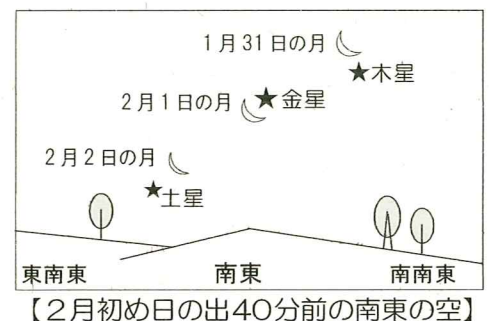 1月31日の月
★木星
2月1日の月 ★金星
2月2日の月
★土星
東南東 南東 南南東
【2月初め日の出40分前の南東の空】